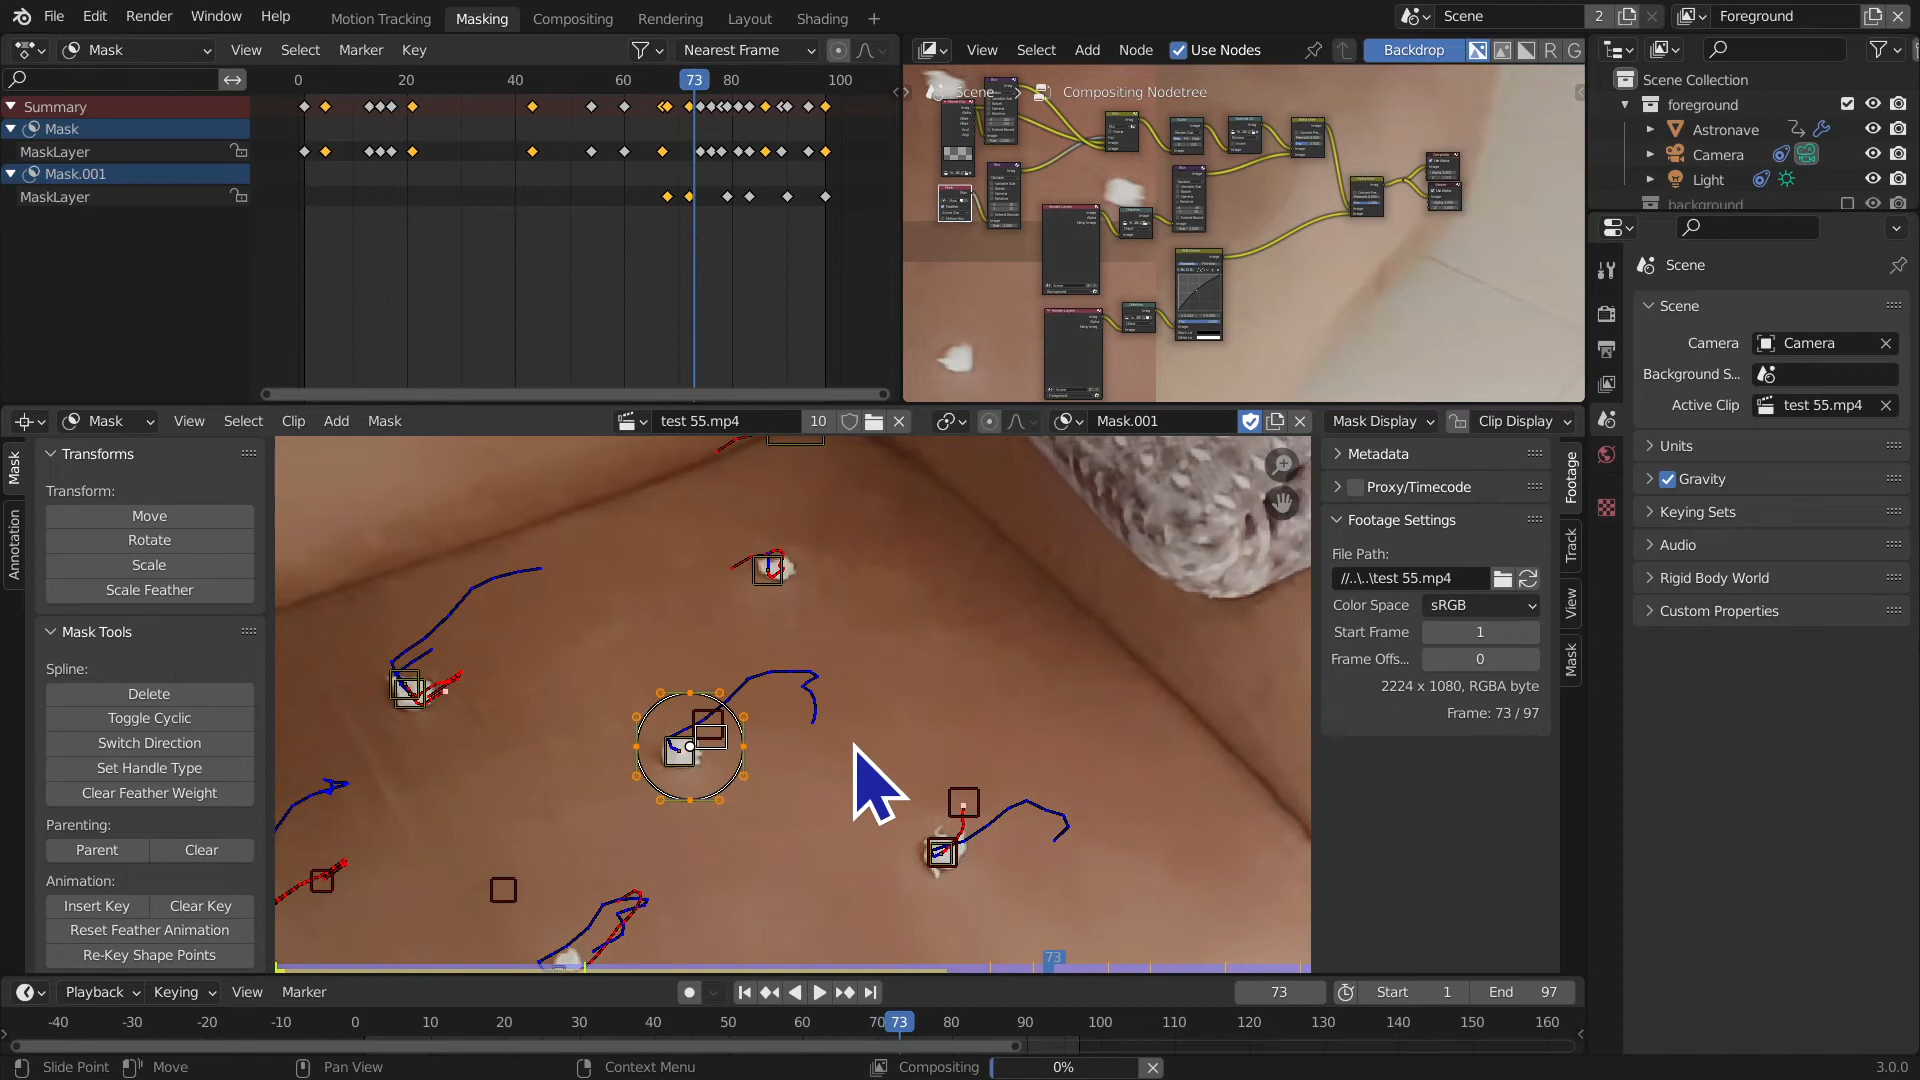 File Edit Render Window Help Motion Tracking Masking Compositing Rendering Layout Shading + Scene 2 Foreground
Mask View Select Marker Key Nearest Frame
0 20 40 60 73 80 100
Summary
Mask
MaskLayer
Mask.001
MaskLayer
View Select Add Node Use Nodes Backdrop R G
Scene Compositing Nodetree
Scene Collection
foreground
Astronave
Camera
Light
background
Scene
Scene
Camera Camera
Background S...
Active Clip test 55.mp4
Units
Gravity
Keying Sets
Audio
Rigid Body World
Custom Properties
Mask View Select Clip Add Mask test 55.mp4 10 Mask.001 Mask Display Clip Display
Mask
Annotation
Transforms
Transform:
Move
Rotate
Scale
Scale Feather
Mask Tools
Spline:
Delete
Toggle Cyclic
Switch Direction
Set Handle Type
Clear Feather Weight
Parenting:
Parent Clear
Animation:
Insert Key Clear Key
Reset Feather Animation
Re-Key Shape Points
73
Metadata
Proxy/Timecode
Footage Settings
File Path:
//..\..\test 55.mp4
Color Space sRGB
Start Frame 1
Frame Offs... 0
2224 x 1080, RGBA byte
Frame: 73 / 97
Footage
Track
View
Mask
Playback Keying View Marker 73 Start 1 End 97
-40 -30 -20 -10 0 10 20 30 40 50 60 70 73 80 90 100 110 120 130 140 150 160
Slide Point Move Pan View Context Menu Compositing 0% 3.0.0